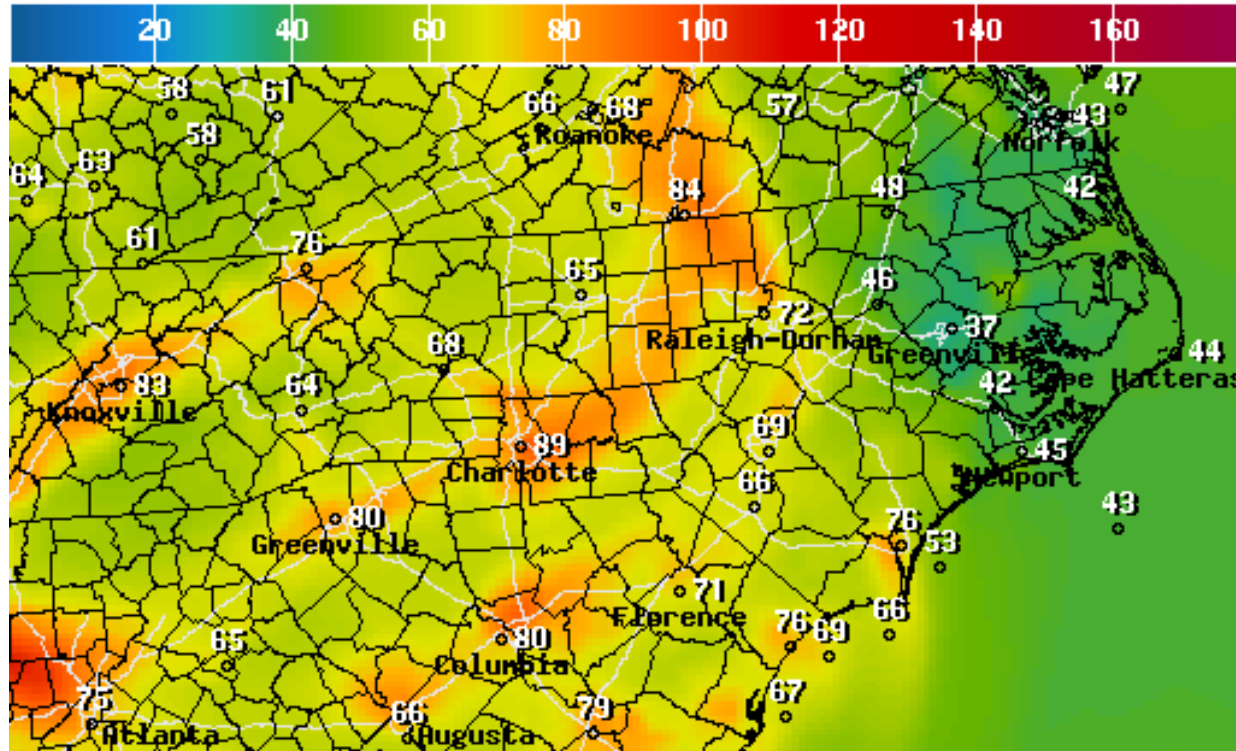 20 40 60 80 100 120 140 160
58 61 66 68 57 47
Roanoke 43
58 Norfolk
64 63 84 48 42
61 76
65 46
72 37
Raleigh-Durham Greenville
68 44
83 64 42 Cape Hatteras
Knoxville
89 69 45
Charlotte Newport
66 43
80 76 53
Greenville
71
Florence 66
65 80 76 69
Columbia
75 66 79 67
Atlanta Augusta